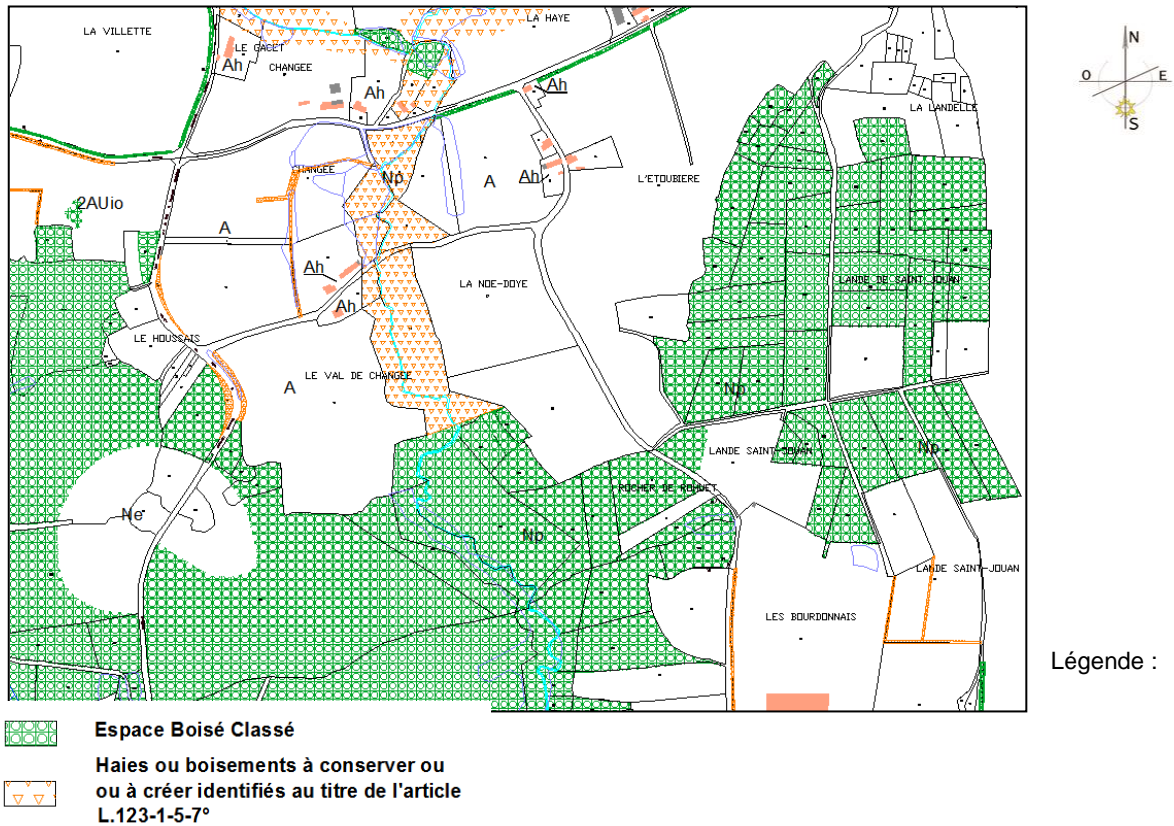 LA VILLETTE
LA HAYE
N
LE GACET
CHANGEE
Ah
Ah
Ah
O
E
S
LA LANDELLE
CHANGEE
Np
A
Ah
L'ETOUBIERE
2AUio
A
Ah
LA NOE-DOYE
LANDE DE SAINT JOUAN
Ah
LE HOUSSAIS
A
LE VAL DE CHANGEE
Np
LANDE SAINT-JOUAN
Np
ROCHER DE ROHUET
Ne
Np
LANDE SAINT-JOUAN
LES BOURDONNAIS
Légende :
Espace Boisé Classé
Haies ou boisements à conserver ou
ou à créer identifiés au titre de l'article
L.123-1-5-7°